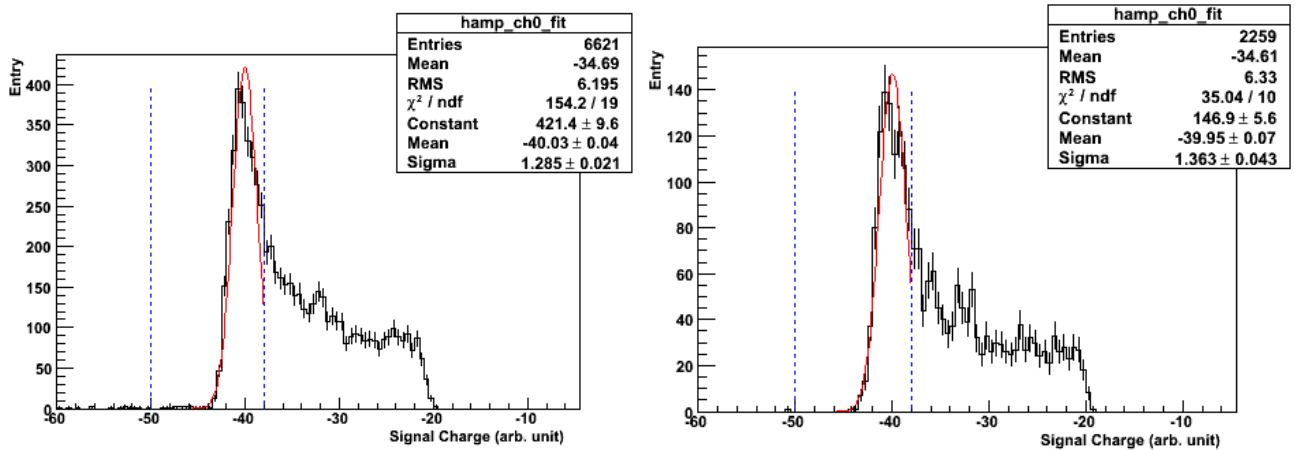 hamp_ch0_fit
Entries 6621
Mean -34.69
RMS 6.195
χ² / ndf 154.2 / 19
Constant 421.4 ± 9.6
Mean -40.03 ± 0.04
Sigma 1.285 ± 0.021
Entry
400
350
300
250
200
150
100
50
0
-60 -50 -40 -30 -20 -10
Signal Charge (arb. unit)
hamp_ch0_fit
Entries 2259
Mean -34.61
RMS 6.33
χ² / ndf 35.04 / 10
Constant 146.9 ± 5.6
Mean -39.95 ± 0.07
Sigma 1.363 ± 0.043
Entry
140
120
100
80
60
40
20
0
-60 -50 -40 -30 -20 -10
Signal Charge (arb. unit)